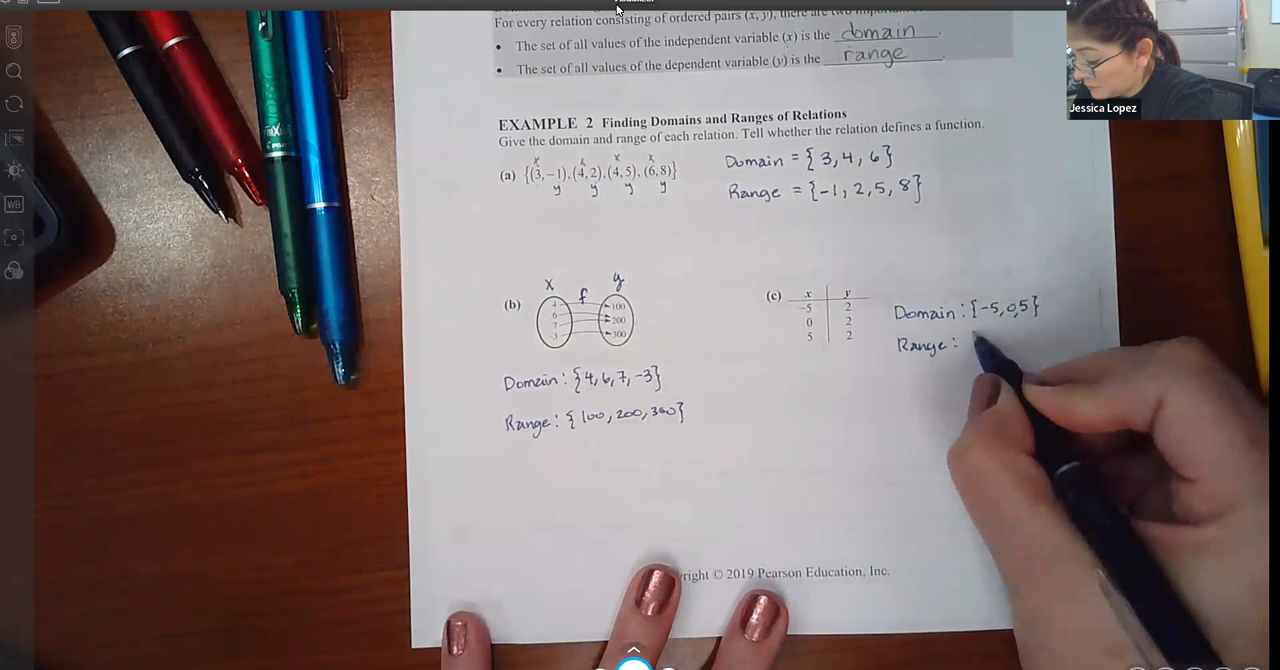 For every relation consisting of ordered pairs (x, y), there are two
• The set of all values of the independent variable (x) is the domain.
• The set of all values of the dependent variable (y) is the range.
Jessica Lopez
EXAMPLE 2 Finding Domains and Ranges of Relations
Give the domain and range of each relation. Tell whether the relation defines a function.
x x x x
(a) {(3, −1), (4, 2), (4, 5), (6, 8)}
y y y y
Domain = {3, 4, 6}
Range = {-1, 2, 5, 8}
WB
x f y
(b)
4 100
6 200
7 300
-3
Domain: {4, 6, 7, -3}
Range: {100, 200, 300}
(c) x y
−5 2
0 2
5 2
Domain: {-5, 0, 5}
Range:
right © 2019 Pearson Education, Inc.